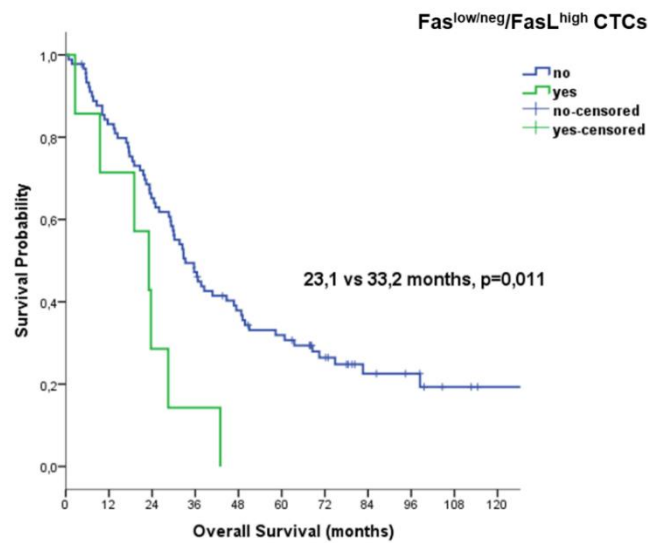 Fas^low/neg/FasL^high CTCs
no
yes
no-censored
yes-censored
1,0
0,8
0,6
0,4
0,2
0,0
Survival Probability
23,1 vs 33,2 months, p=0,011
0 12 24 36 48 60 72 84 96 108 120
Overall Survival (months)